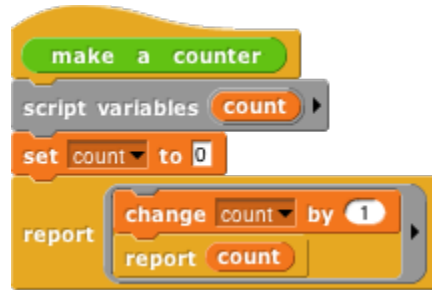 make a counter
script variables count
set count to 0
report
change count by 1
report count